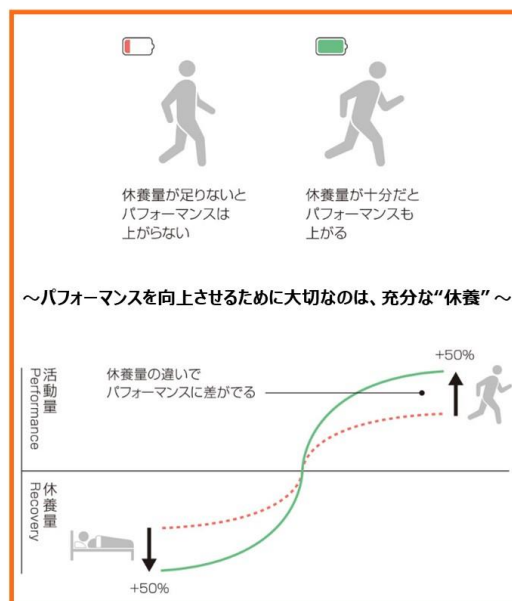 休養量が足りないと
パフォーマンスは
上がらない
休養量が十分だと
パフォーマンスも
上がる
～パフォーマンスを向上させるために大切なのは、充分な“休養”～
+50%
活動量
Performance
休養量の違いで
パフォーマンスに差がでる
休養量
Recovery
+50%